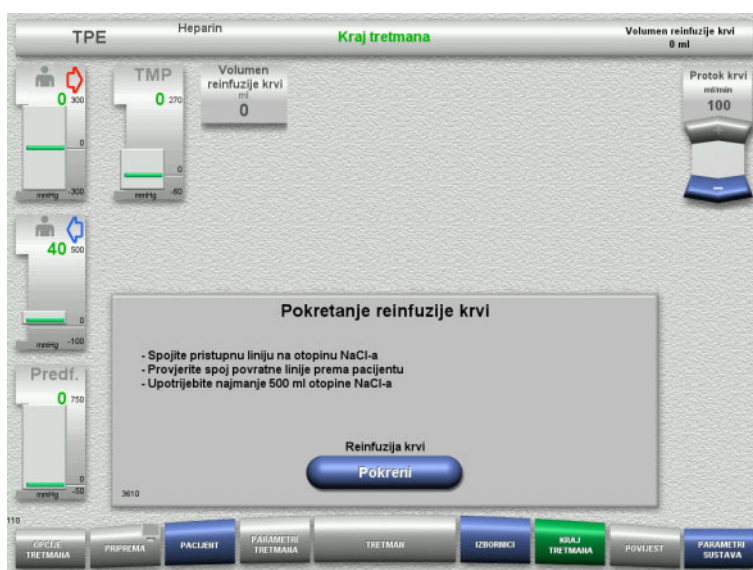 TPE
Heparin
Kraj tretmana
Volumen reinfuzije krvi
0 ml
0
300
0
mmHg
-300
TMP
0
270
0
mmHg
-60
Volumen
reinfuzije krvi
ml
0
Protok krvi
ml/min
100
+
-
40
500
0
mmHg
-100
Predf.
0
750
0
mmHg
-50
Pokretanje reinfuzije krvi
- Spojite pristupnu liniju na otopinu NaCl-a
- Provjerite spoj povratne linije prema pacijentu
- Upotrijebite najmanje 500 ml otopine NaCl-a
Reinfuzija krvi
Pokreni
3610
110
OPCIJE
TRETMANA
PRIPREMA
PACIJENT
PARAMETRI
TRETMANA
TRETMAN
IZBORNICI
KRAJ
TRETMANA
POVIJEST
PARAMETRI
SUSTAVA